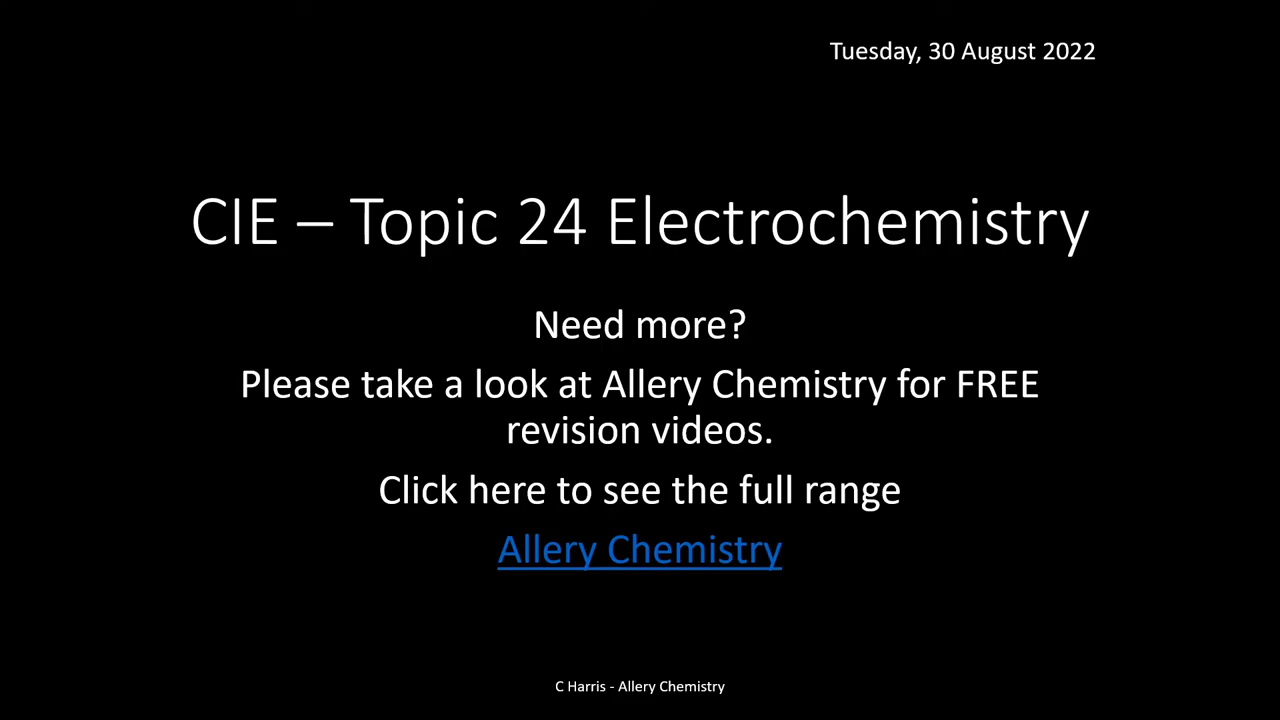 Tuesday, 30 August 2022
CIE – Topic 24 Electrochemistry
Need more?
Please take a look at Allery Chemistry for FREE
revision videos.
Click here to see the full range
Allery Chemistry
C Harris - Allery Chemistry